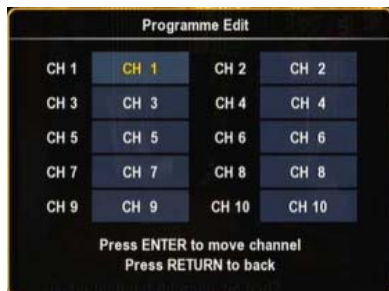 Programme Edit
CH 1 CH 1 CH 2 CH 2
CH 3 CH 3 CH 4 CH 4
CH 5 CH 5 CH 6 CH 6
CH 7 CH 7 CH 8 CH 8
CH 9 CH 9 CH 10 CH 10
Press ENTER to move channel
Press RETURN to back